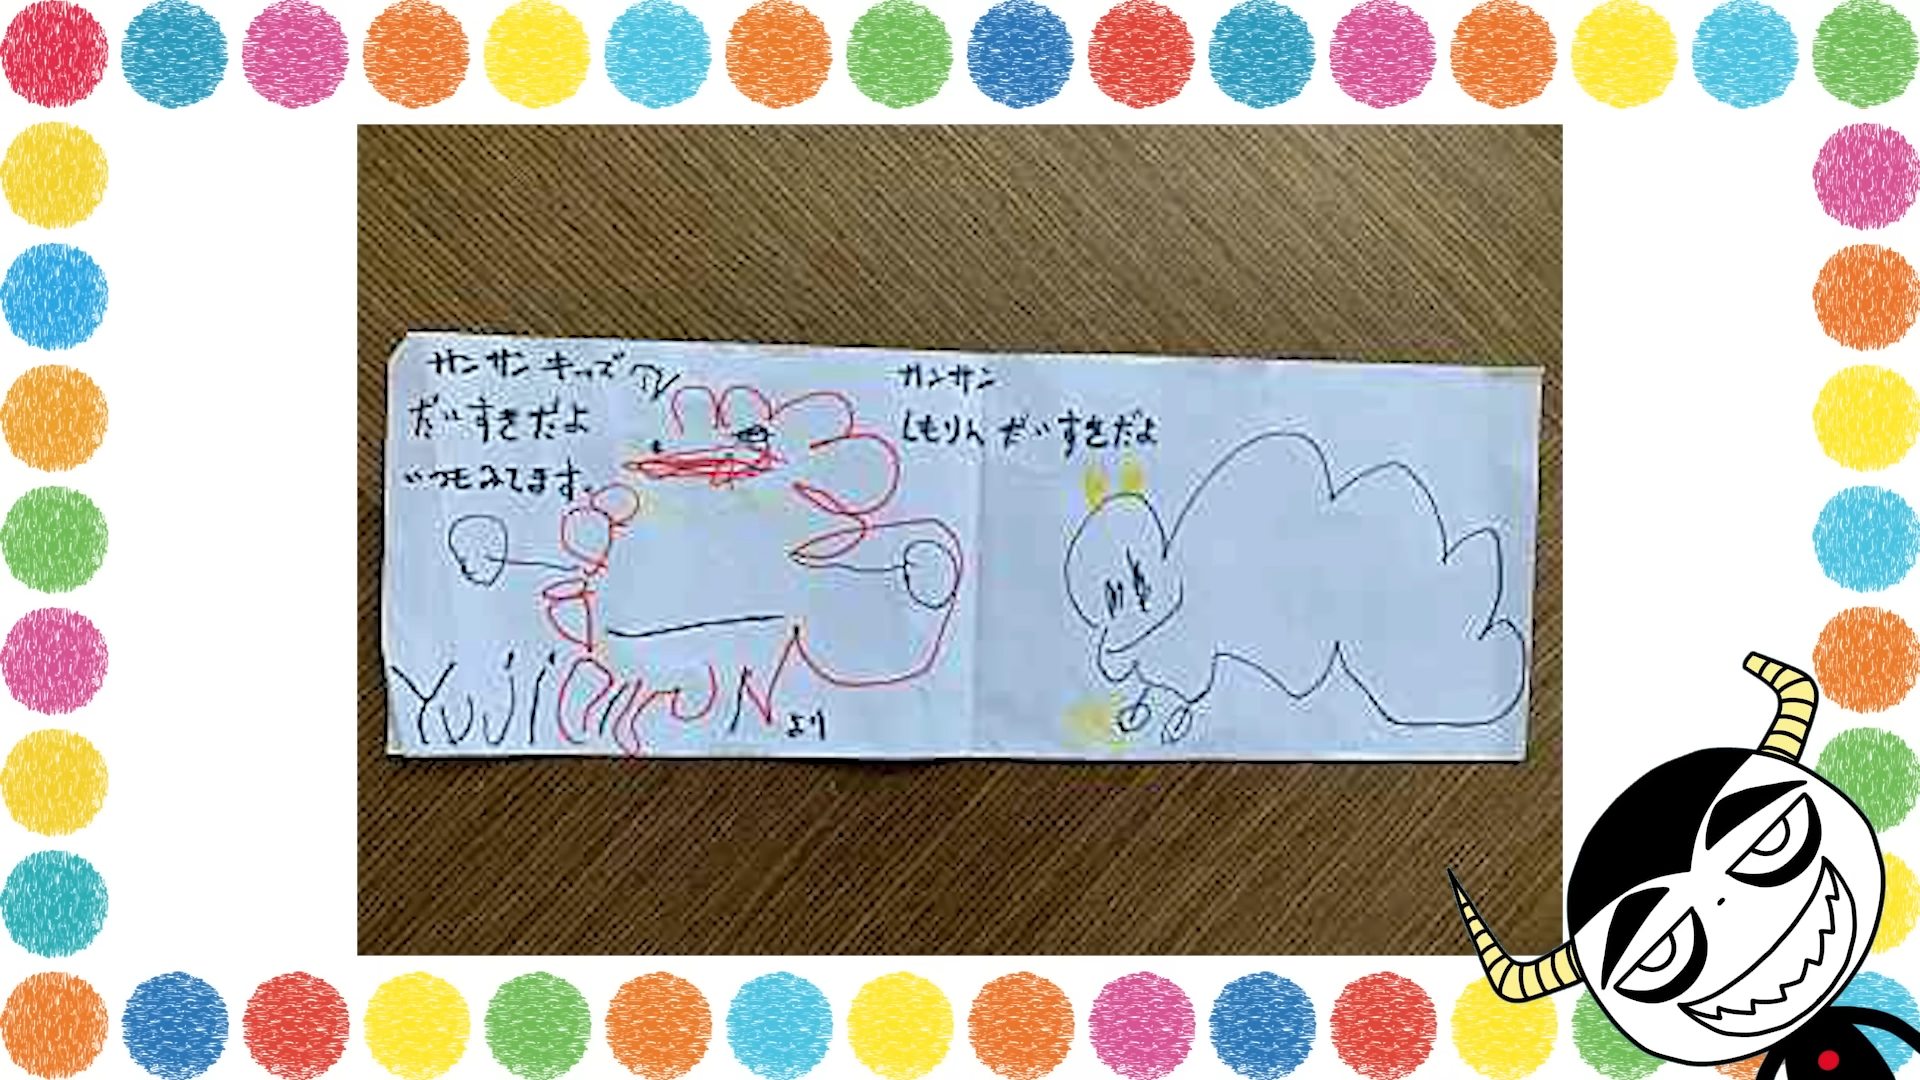 サンサンキッズTV
だいすきだよ
いつもみてます。
YUJI
KUN
より
サンサン
しもりん だいすきだよ